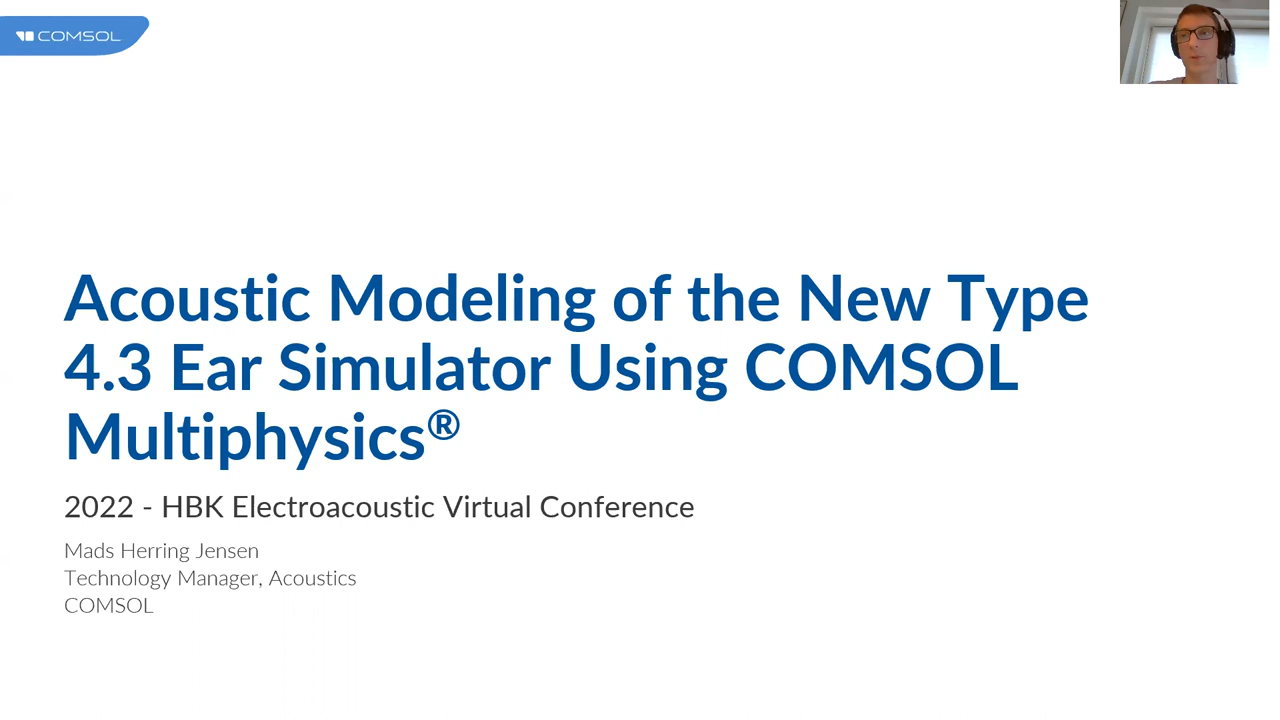 COMSOL
Acoustic Modeling of the New Type
4.3 Ear Simulator Using COMSOL
Multiphysics®
2022 - HBK Electroacoustic Virtual Conference
Mads Herring Jensen
Technology Manager, Acoustics
COMSOL